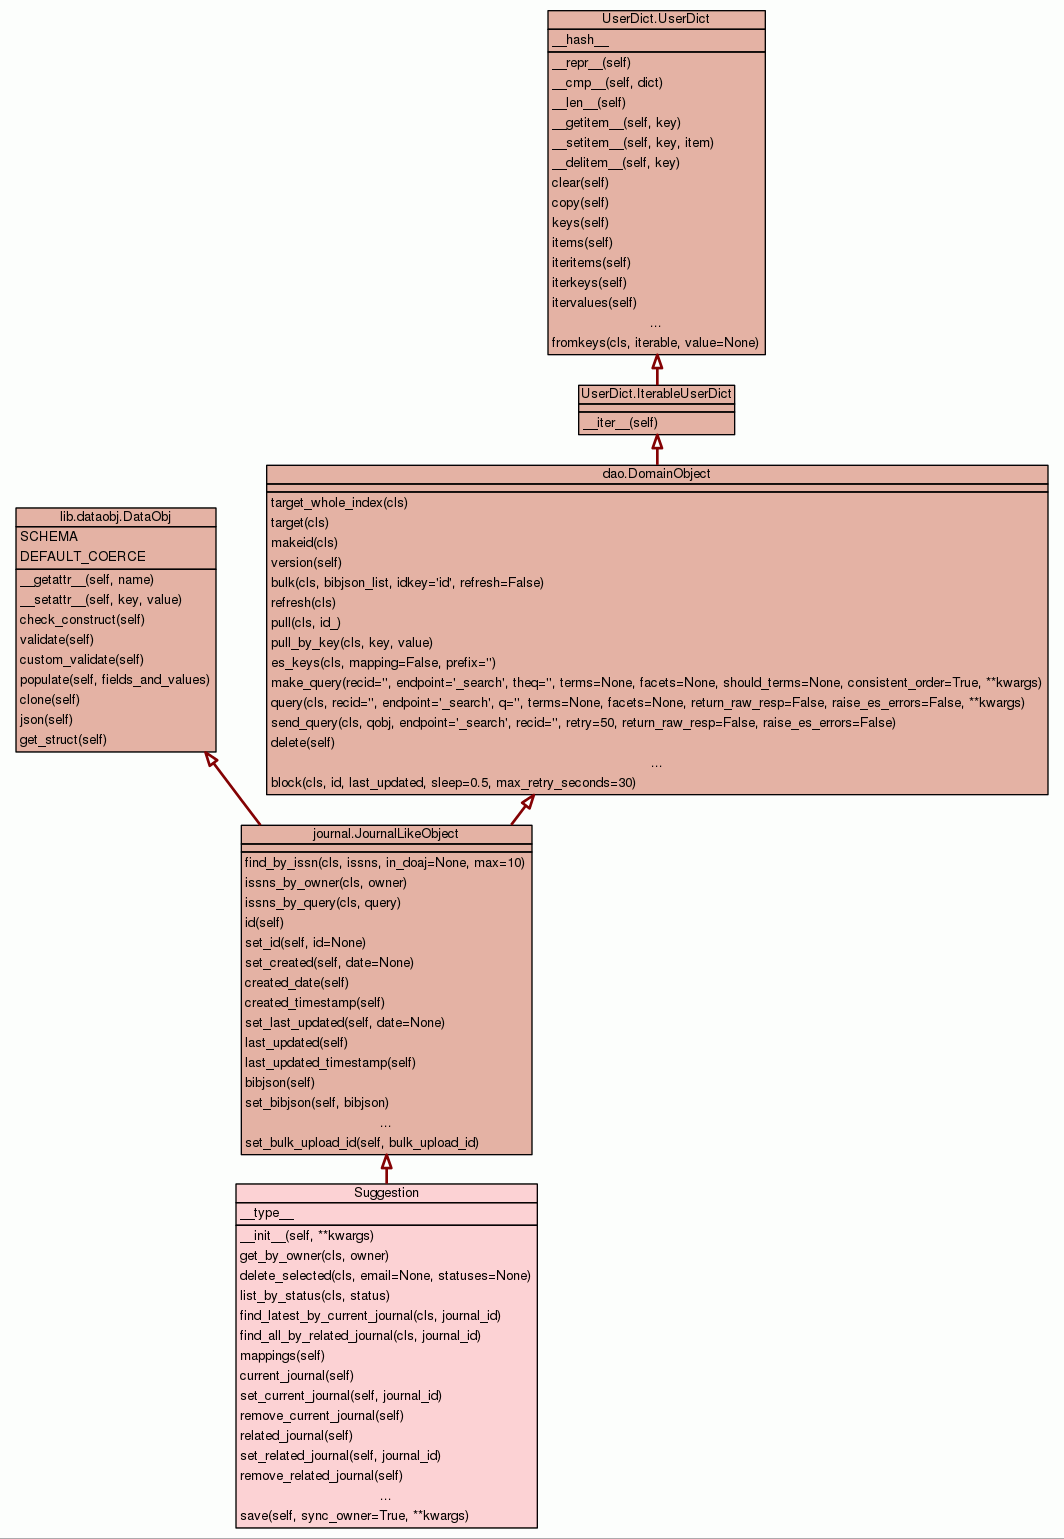 UserDict.UserDict
__hash__
__repr__(self)
__cmp__(self, dict)
__len__(self)
__getitem__(self, key)
__setitem__(self, key, item)
__delitem__(self, key)
clear(self)
copy(self)
keys(self)
items(self)
iteritems(self)
iterkeys(self)
itervalues(self)
...
fromkeys(cls, iterable, value=None)
UserDict.IterableUserDict
__iter__(self)
dao.DomainObject
target_whole_index(cls)
target(cls)
makeid(cls)
version(self)
bulk(cls, bibjson_list, idkey='id', refresh=False)
refresh(cls)
pull(cls, id_)
pull_by_key(cls, key, value)
es_keys(cls, mapping=False, prefix='')
make_query(recid='', endpoint='_search', theq='', terms=None, facets=None, should_terms=None, consistent_order=True, **kwargs)
query(cls, recid='', endpoint='_search', q='', terms=None, facets=None, return_raw_resp=False, raise_es_errors=False, **kwargs)
send_query(cls, qobj, endpoint='_search', recid='', retry=50, return_raw_resp=False, raise_es_errors=False)
delete(self)
...
block(cls, id, last_updated, sleep=0.5, max_retry_seconds=30)
lib.dataobj.DataObj
SCHEMA
DEFAULT_COERCE
__getattr__(self, name)
__setattr__(self, key, value)
check_construct(self)
validate(self)
custom_validate(self)
populate(self, fields_and_values)
clone(self)
json(self)
get_struct(self)
journal.JournalLikeObject
find_by_issn(cls, issns, in_doaj=None, max=10)
issns_by_owner(cls, owner)
issns_by_query(cls, query)
id(self)
set_id(self, id=None)
set_created(self, date=None)
created_date(self)
created_timestamp(self)
set_last_updated(self, date=None)
last_updated(self)
last_updated_timestamp(self)
bibjson(self)
set_bibjson(self, bibjson)
...
set_bulk_upload_id(self, bulk_upload_id)
Suggestion
__type__
__init__(self, **kwargs)
get_by_owner(cls, owner)
delete_selected(cls, email=None, statuses=None)
list_by_status(cls, status)
find_latest_by_current_journal(cls, journal_id)
find_all_by_related_journal(cls, journal_id)
mappings(self)
current_journal(self)
set_current_journal(self, journal_id)
remove_current_journal(self)
related_journal(self)
set_related_journal(self, journal_id)
remove_related_journal(self)
...
save(self, sync_owner=True, **kwargs)